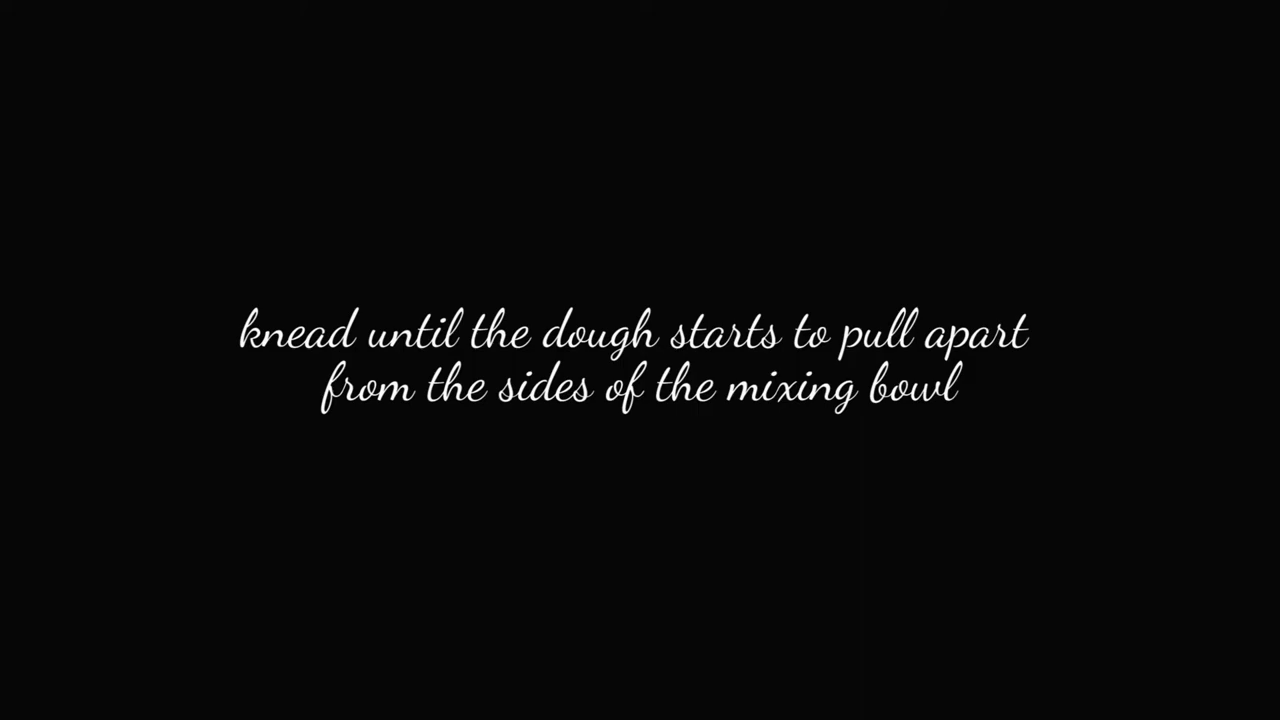 knead until the dough starts to pull apart
from the sides of the mixing bowl